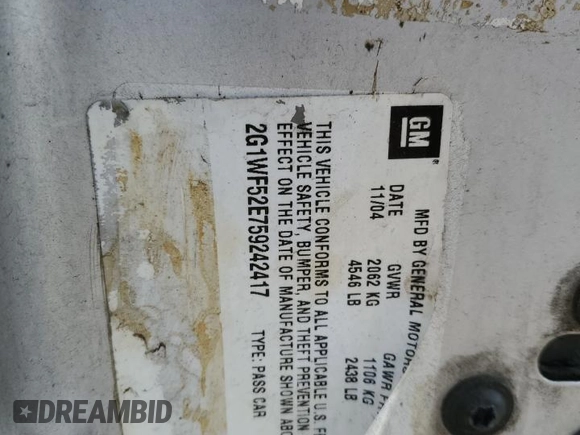 GM
MFD BY GENERAL MOTORS
DATE GVWR GAWR
11/04 2062 KG 1106 KG
4546 LB 2438 LB
THIS VEHICLE CONFORMS TO ALL APPLICABLE U.S.
VEHICLE SAFETY, BUMPER, AND THEFT PREVENTION
EFFECT ON THE DATE OF MANUFACTURE SHOWN
2G1WF52E759242417 TYPE: PASS CAR
DREAMBID